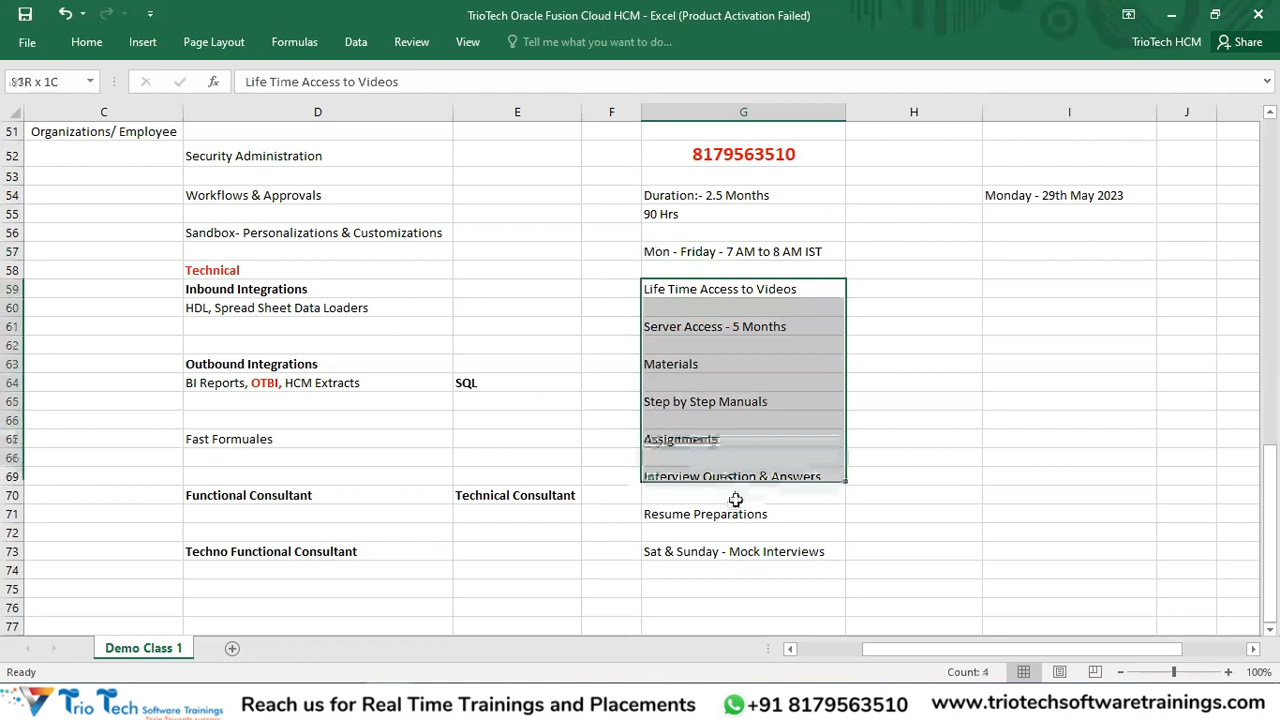 TrioTech Oracle Fusion Cloud HCM - Excel (Product Activation Failed)
File Home Insert Page Layout Formulas Data Review View Tell me what you want to do... TrioTech HCM Share
R x 1C fx Life Time Access to Videos
C D E F G H I J
51 Organizations/ Employee
52 Security Administration 8179563510
53
54 Workflows & Approvals Duration:- 2.5 Months Monday - 29th May 2023
55 90 Hrs
56 Sandbox- Personalizations & Customizations
57 Mon - Friday - 7 AM to 8 AM IST
58 Technical
59 Inbound Integrations Life Time Access to Videos
60 HDL, Spread Sheet Data Loaders
61 Server Access - 5 Months
62
63 Outbound Integrations Materials
64 BI Reports, OTBI, HCM Extracts SQL
65 Step by Step Manuals
66
Fast Formuales Assignments
69 Interview Question & Answers
70 Functional Consultant Technical Consultant
71 Resume Preparations
72
73 Techno Functional Consultant Sat & Sunday - Mock Interviews
74
75
76
77
Demo Class 1
Ready Count: 4 100%
Trio Tech Software Trainings Reach us for Real Time Trainings and Placements +91 8179563510 www.triotechsoftwaretrainings.com